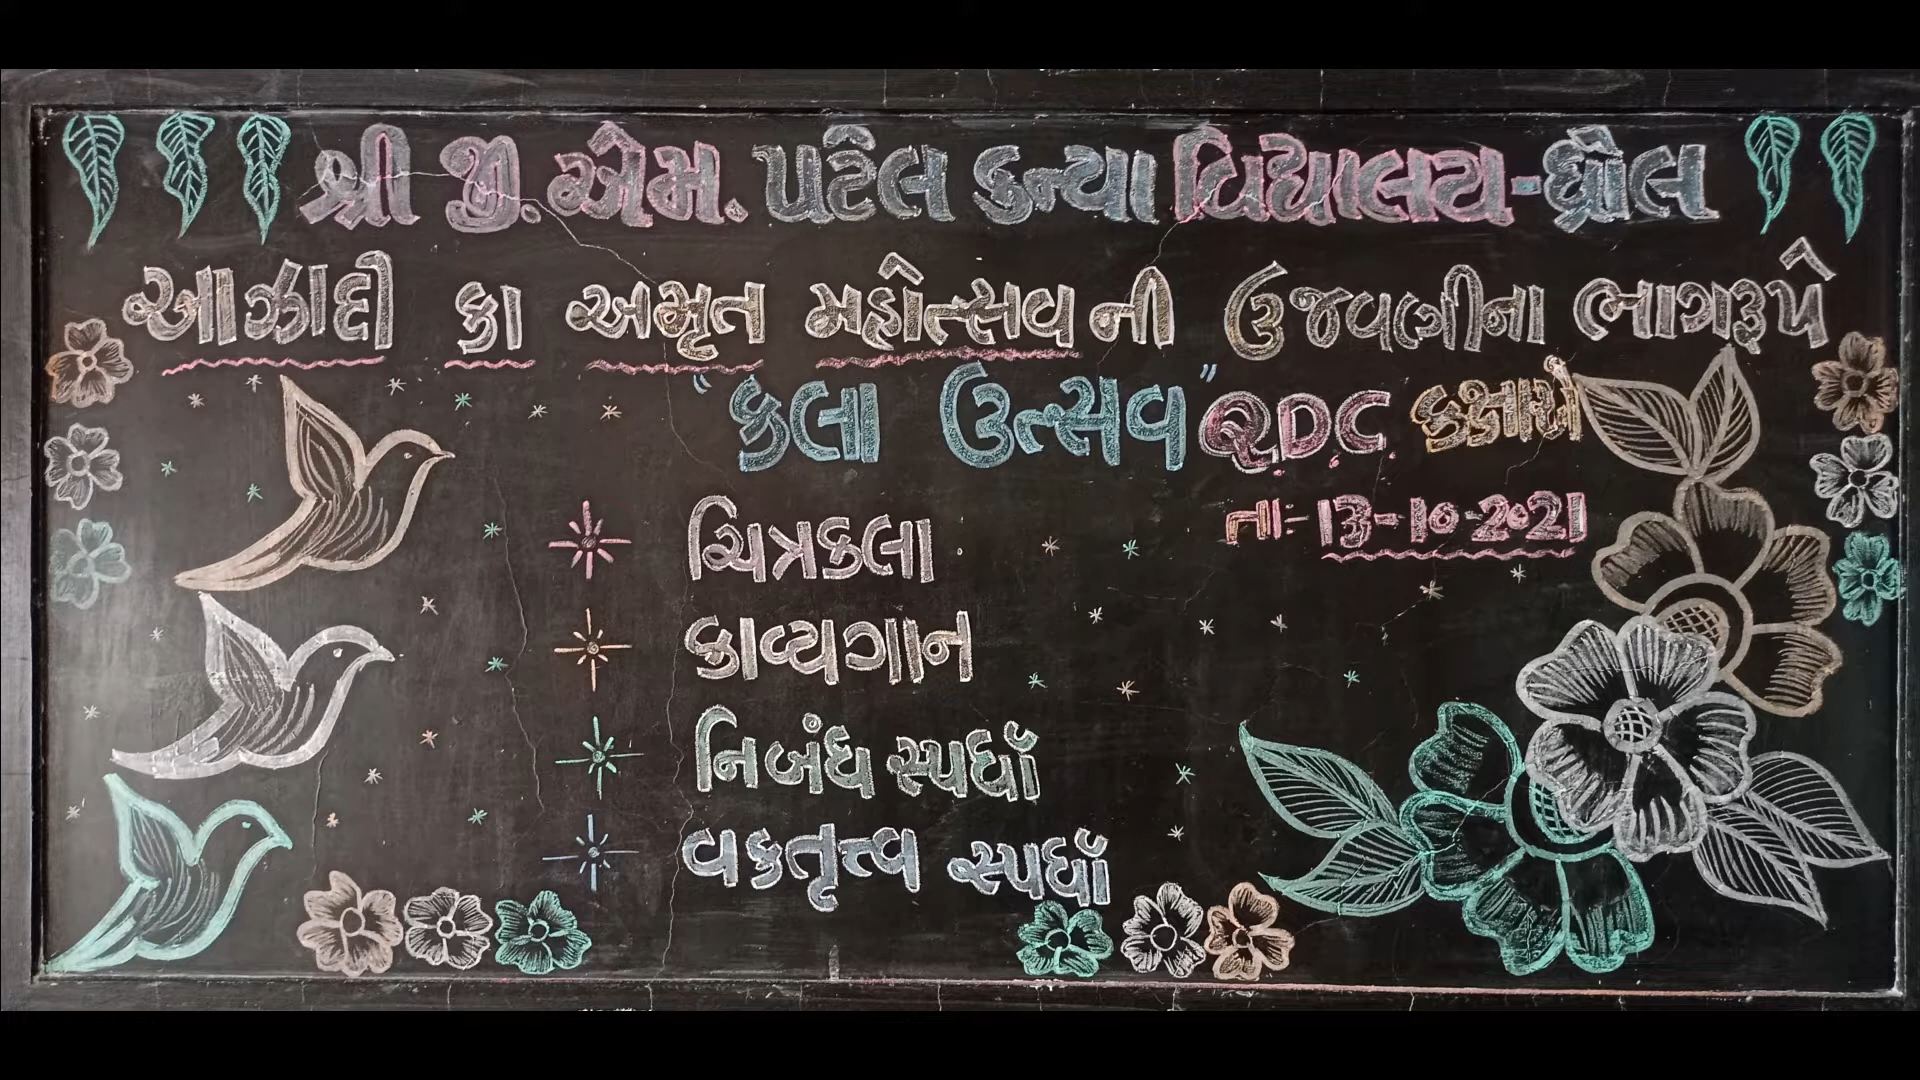 શ્રી જી. એમ. પટેલ કન્યા વિદ્યાલય-ધ્રોલ
આઝાદી કા અમૃત મહોત્સવ ની ઉજવણીના ભાગરૂપે
"કલા ઉત્સવ" Q.D.C. કક્ષાએ
તા:- 13-10-2021
ચિત્રકલા
કાવ્યગાન
નિબંધ સ્પર્ધા
વકતૃત્ત્વ સ્પર્ધા